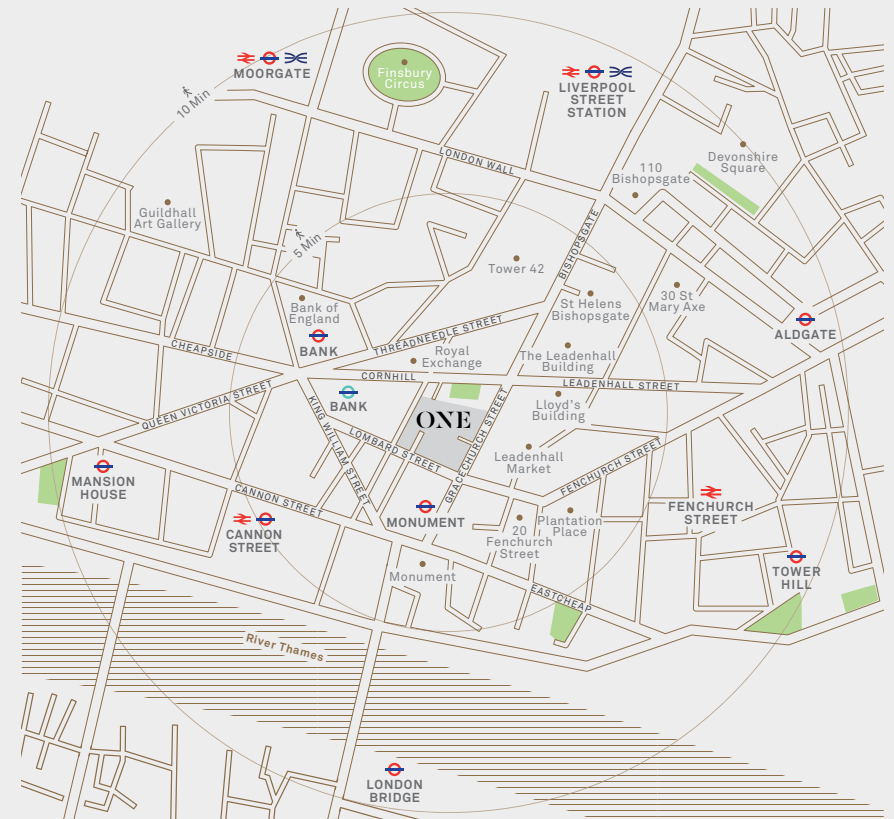 MOORGATE
Finsbury
Circus
LIVERPOOL
STREET
STATION
10 Min
LONDON WALL
110
Bishopsgate
Devonshire
Square
Guildhall
Art Gallery
5 Min
BISHOPSGATE
Tower 42
Bank of
England
St Helens
Bishopsgate
30 St
Mary Axe
BANK
THREADNEEDLE STREET
ALDGATE
CHEAPSIDE
Royal
Exchange
The Leadenhall
Building
CORNHILL
LEADENHALL STREET
QUEEN VICTORIA STREET
BANK
ONE
Lloyd's
Building
KING WILLIAM STREET
LOMBARD STREET
GRACECHURCH STREET
Leadenhall
Market
FENCHURCH STREET
MANSION
HOUSE
CANNON STREET
FENCHURCH
STREET
CANNON
STREET
MONUMENT
20
Fenchurch
Street
Plantation
Place
Monument
EASTCHEAP
TOWER
HILL
River Thames
LONDON
BRIDGE